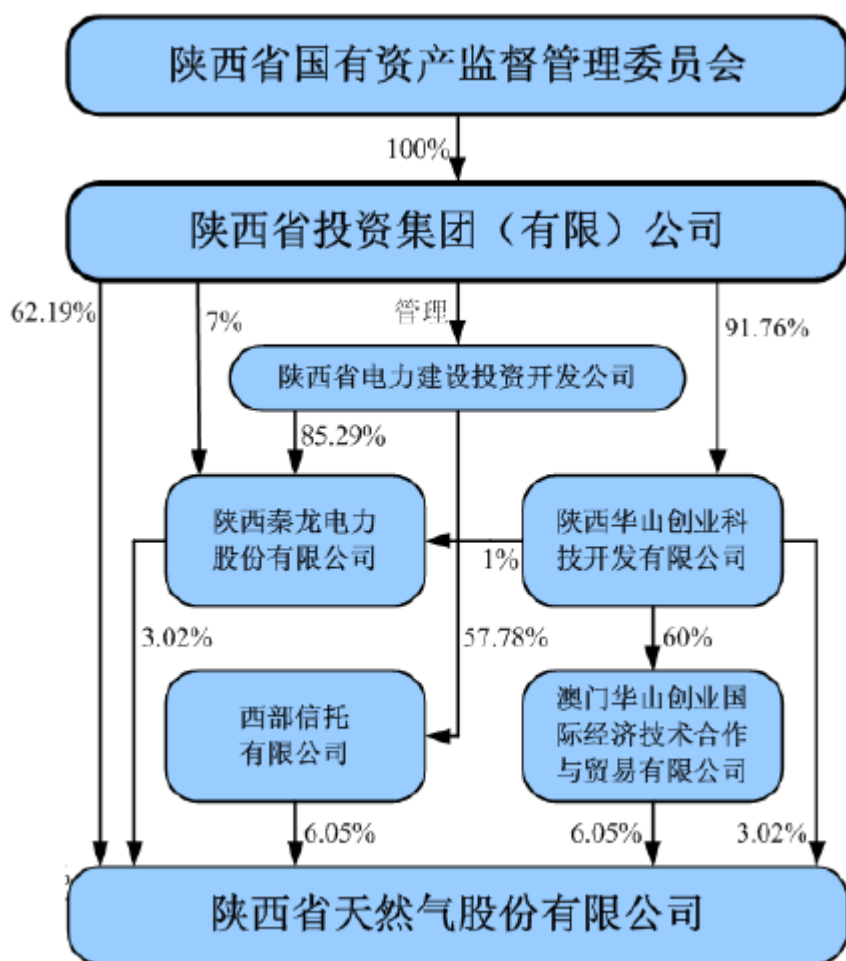 陕西省国有资产监督管理委员会
100%
陕西省投资集团（有限）公司
62.19%
7%
管理
91.76%
陕西省电力建设投资开发公司
85.29%
陕西秦龙电力
股份有限公司
陕西华山创业科
技开发有限公司
1%
3.02%
57.78%
60%
西部信托
有限公司
澳门华山创业国
际经济技术合作
与贸易有限公司
6.05%
6.05%
3.02%
陕西省天然气股份有限公司